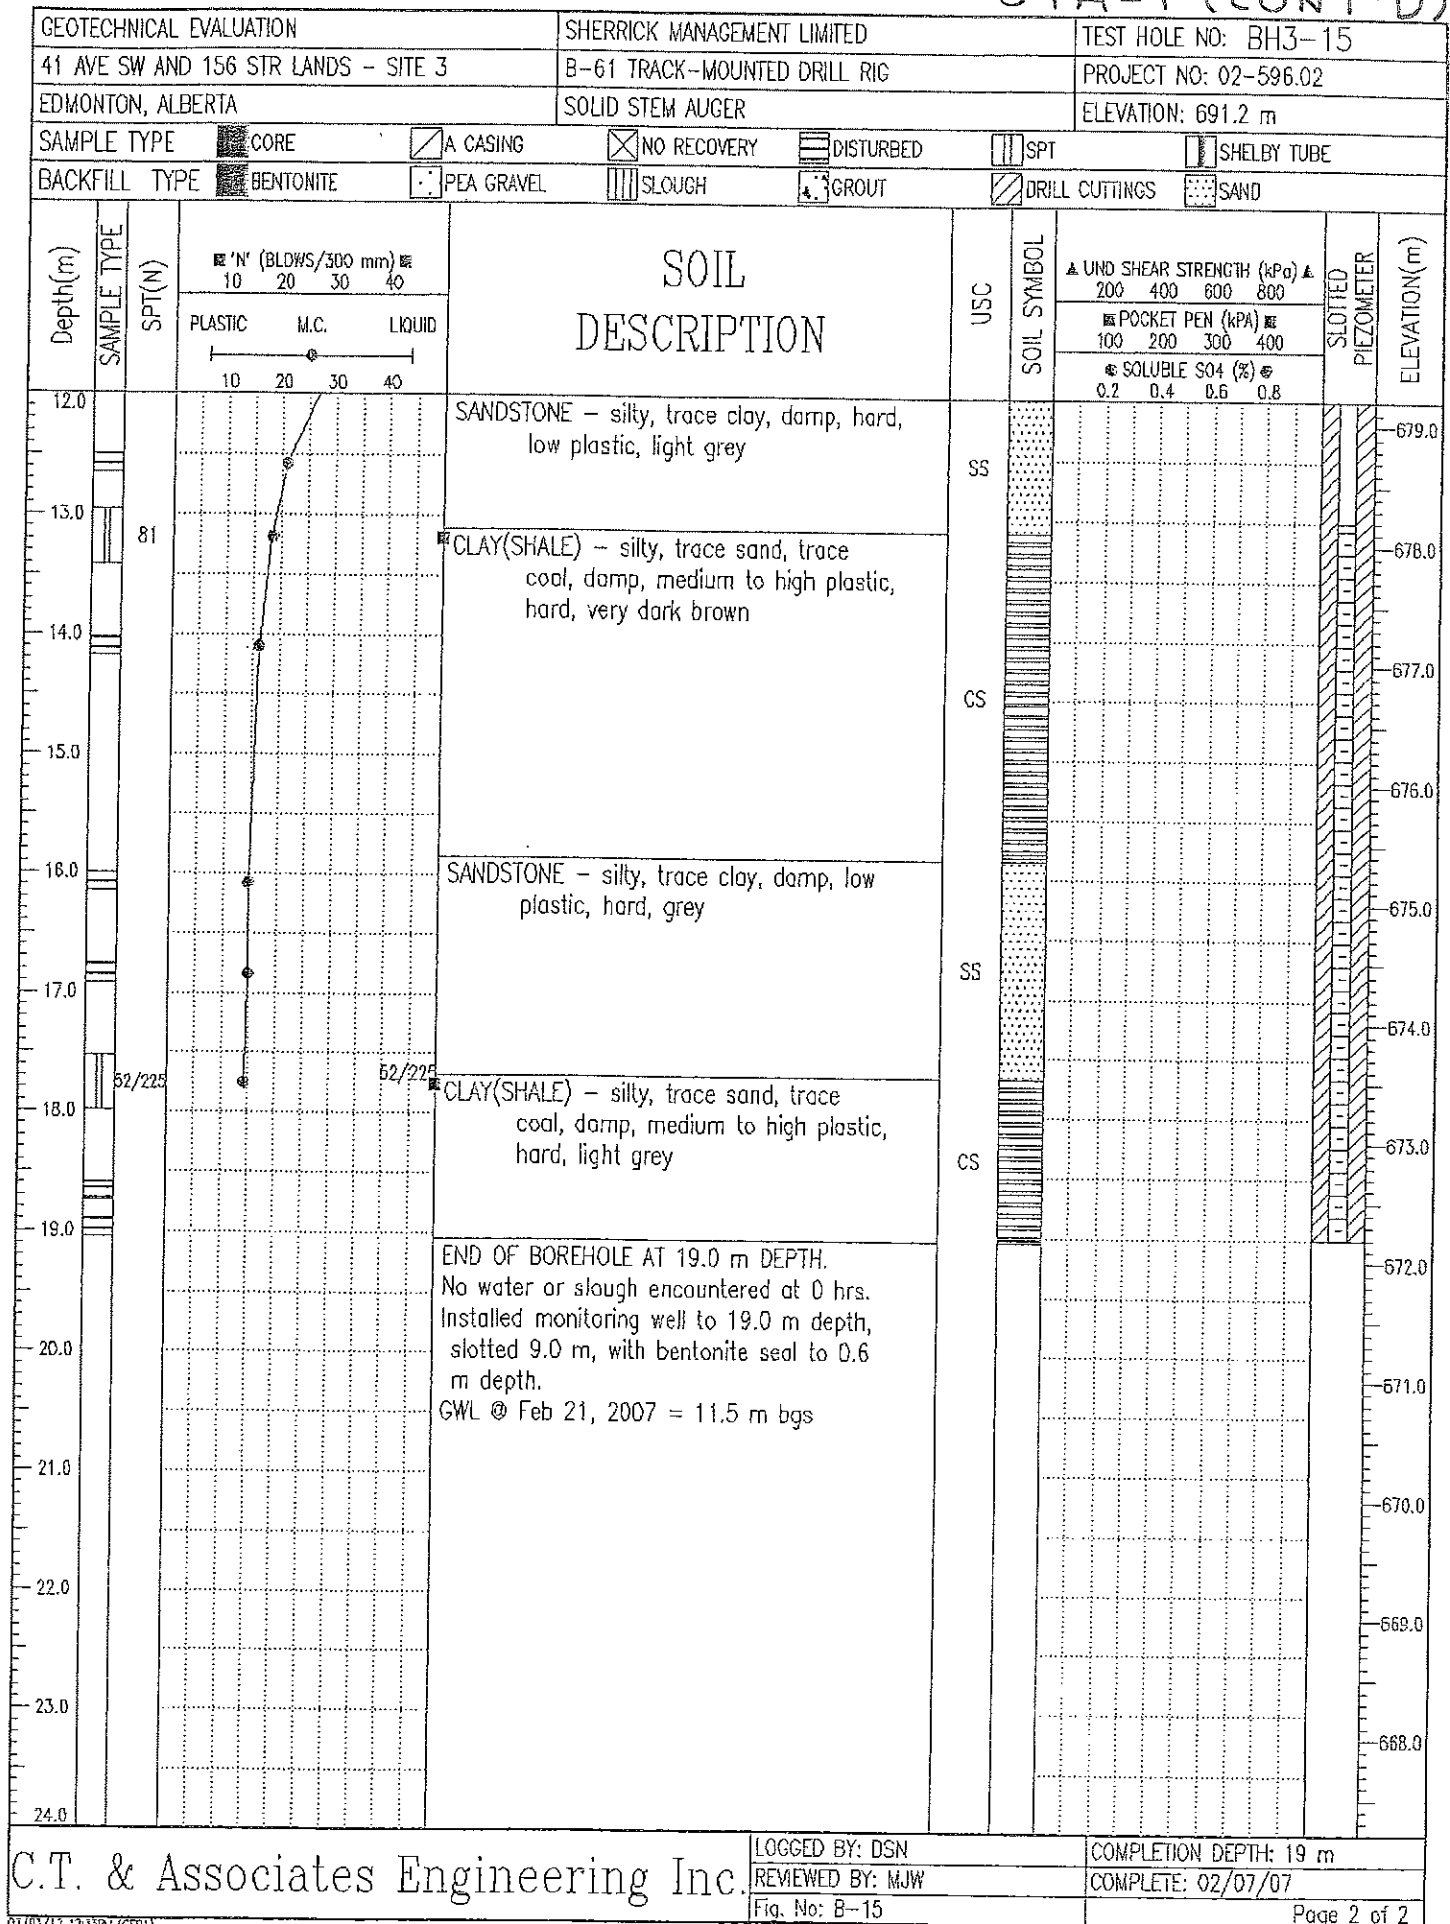 (CONT'D)
GEOTECHNICAL EVALUATION
SHERRICK MANAGEMENT LIMITED
TEST HOLE NO: BH3-15
41 AVE SW AND 156 STR LANDS - SITE 3
B-61 TRACK-MOUNTED DRILL RIG
PROJECT NO: 02-596.02
EDMONTON, ALBERTA
SOLID STEM AUGER
ELEVATION: 691.2 m
SAMPLE TYPE CORE A CASING NO RECOVERY DISTURBED SPT SHELBY TUBE
BACKFILL TYPE BENTONITE PEA GRAVEL SLOUGH GROUT DRILL CUTTINGS SAND
Depth(m)
SAMPLE TYPE
SPT(N)
'N' (BLOWS/300 mm)
10 20 30 40
PLASTIC M.C. LIQUID
10 20 30 40
SOIL
DESCRIPTION
USC
SOIL SYMBOL
UND SHEAR STRENGTH (kPa)
200 400 600 800
POCKET PEN (kPA)
100 200 300 400
SOLUBLE SO4 (%)
0.2 0.4 0.6 0.8
SLOTTED
PIEZOMETER
ELEVATION(m)
12.0
SANDSTONE - silty, trace clay, damp, hard,
low plastic, light grey
SS
679.0
13.0
81
CLAY(SHALE) - silty, trace sand, trace
coal, damp, medium to high plastic,
hard, very dark brown
678.0
14.0
677.0
CS
15.0
676.0
16.0
SANDSTONE - silty, trace clay, damp, low
plastic, hard, grey
675.0
SS
17.0
674.0
52/225
52/225
CLAY(SHALE) - silty, trace sand, trace
coal, damp, medium to high plastic,
hard, light grey
18.0
673.0
CS
19.0
END OF BOREHOLE AT 19.0 m DEPTH.
No water or slough encountered at 0 hrs.
Installed monitoring well to 19.0 m depth,
slotted 9.0 m, with bentonite seal to 0.6
m depth.
GWL @ Feb 21, 2007 = 11.5 m bgs
672.0
20.0
671.0
21.0
670.0
22.0
669.0
23.0
668.0
24.0
C.T. & Associates Engineering Inc.
LOGGED BY: DSN
COMPLETION DEPTH: 19 m
REVIEWED BY: MJW
COMPLETE: 02/07/07
Fig. No: B-15
Page 2 of 2